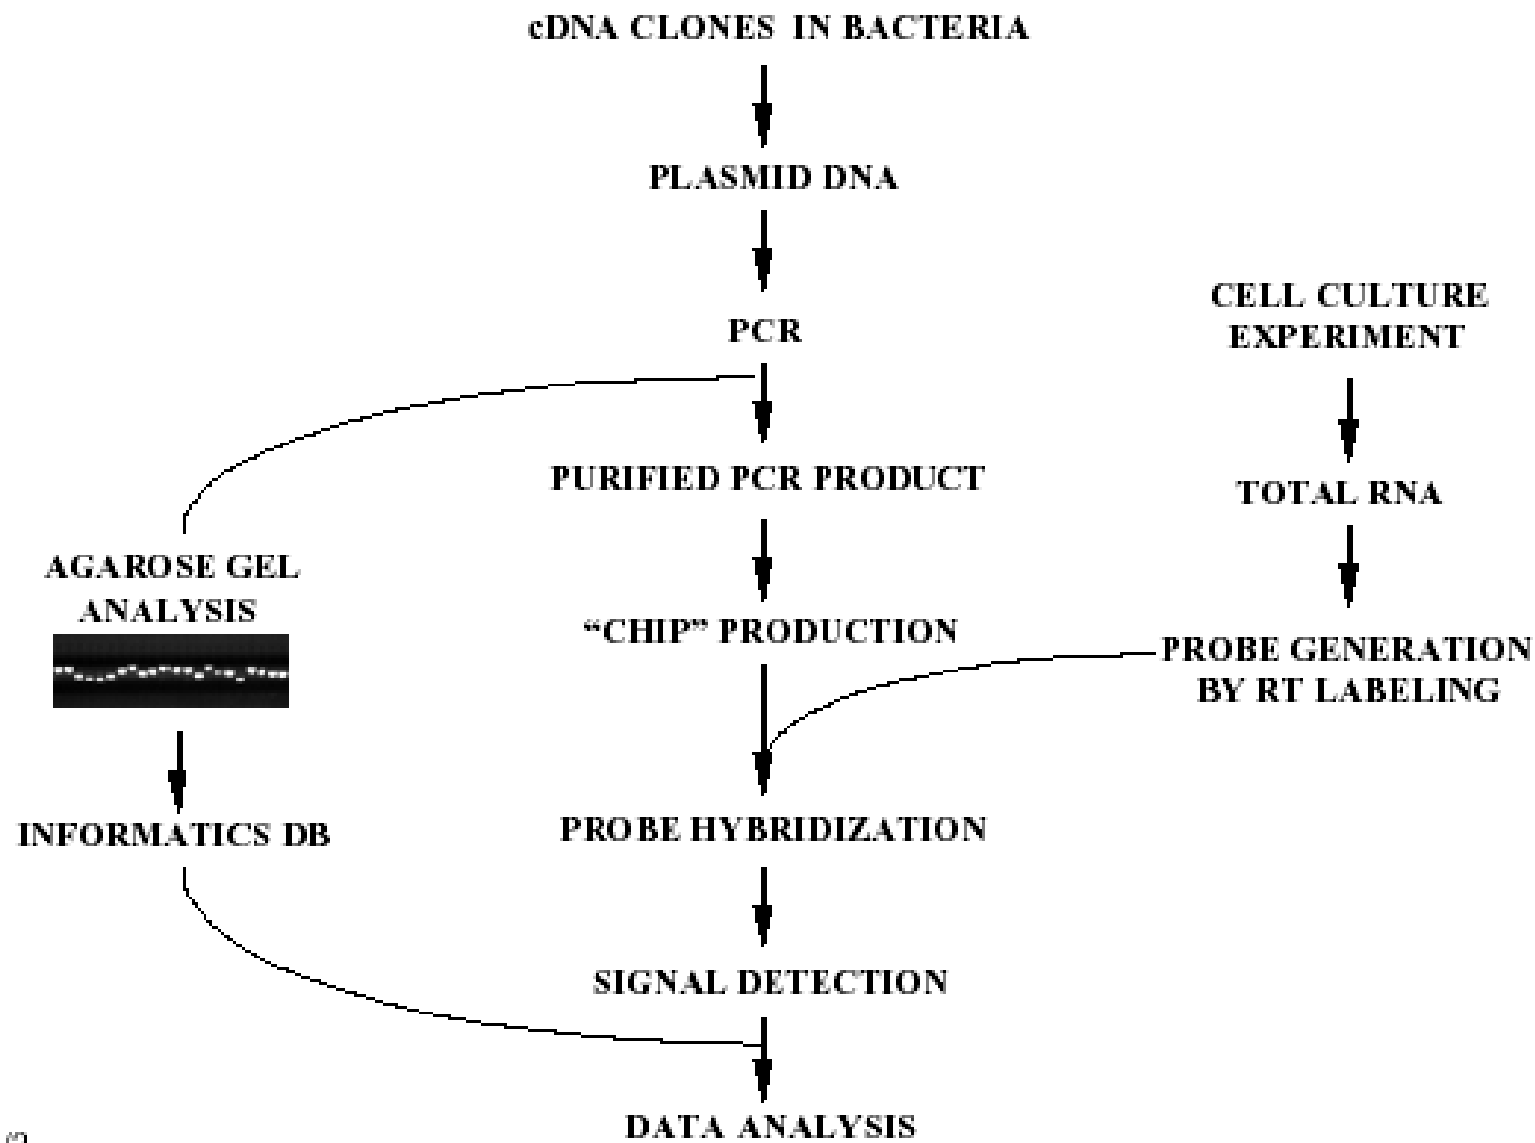 cDNA CLONES IN BACTERIA
PLASMID DNA
PCR
CELL CULTURE
EXPERIMENT
PURIFIED PCR PRODUCT
TOTAL RNA
AGAROSE GEL
ANALYSIS
“CHIP” PRODUCTION
PROBE GENERATION
BY RT LABELING
INFORMATICS DB
PROBE HYBRIDIZATION
SIGNAL DETECTION
DATA ANALYSIS